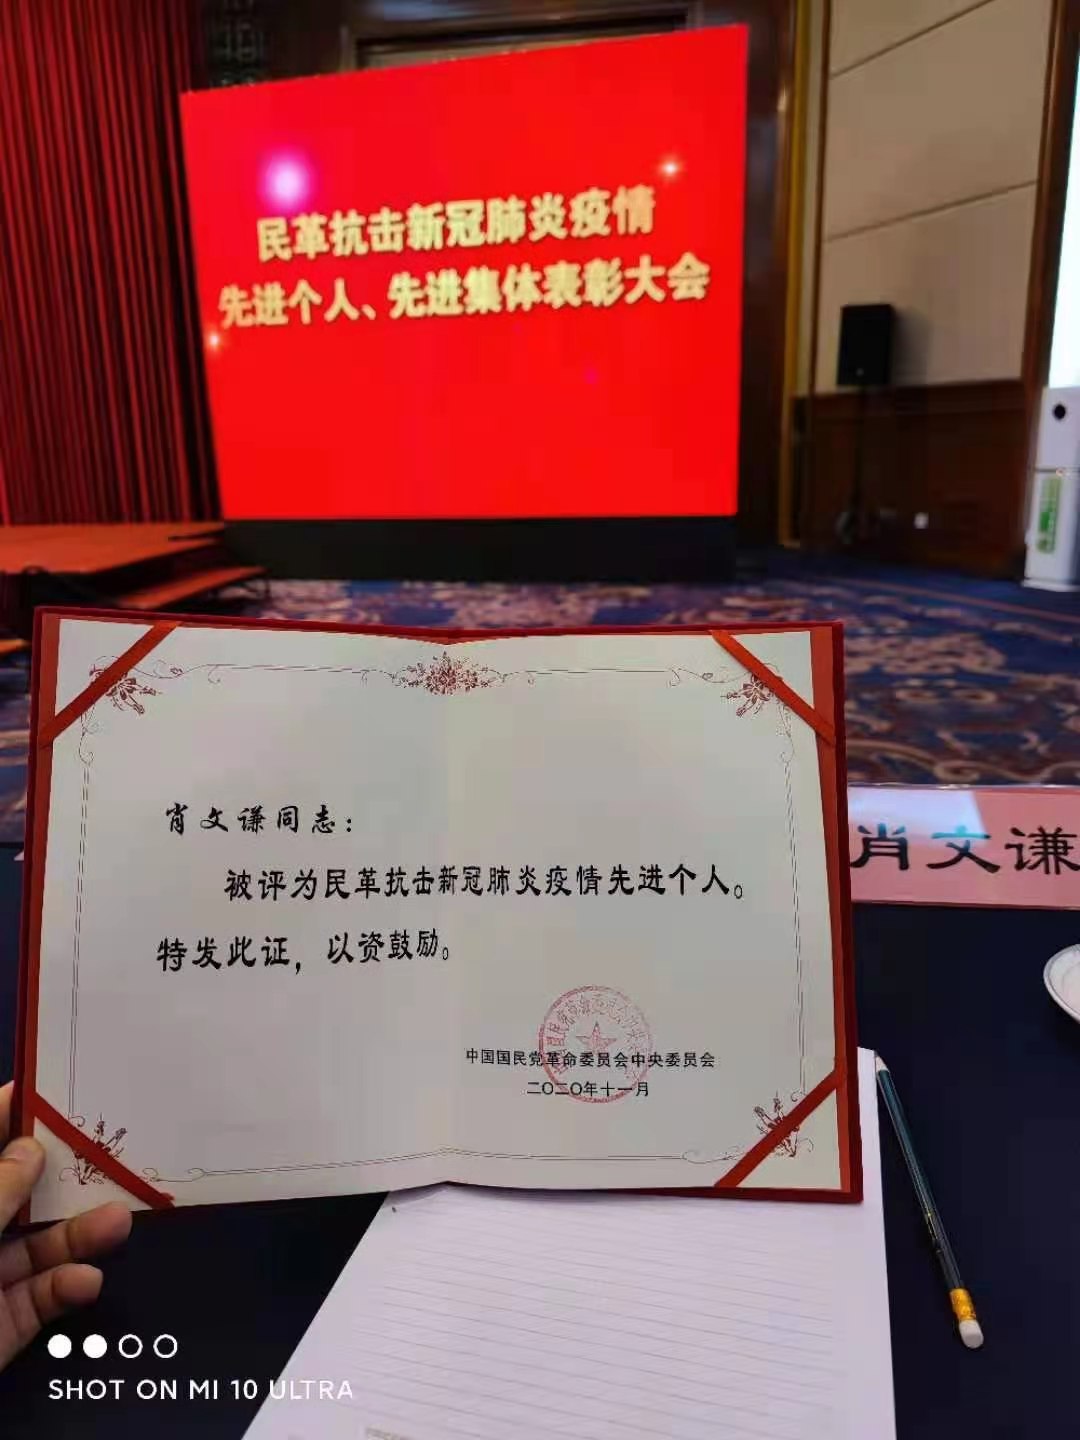 民革抗击新冠肺炎疫情
先进个人、先进集体表彰大会
肖文谦同志：
被评为民革抗击新冠肺炎疫情先进个人。
特发此证，以资鼓励。
中国国民党革命委员会中央委员会
二〇二〇年十一月
肖文谦
SHOT ON MI 10 ULTRA